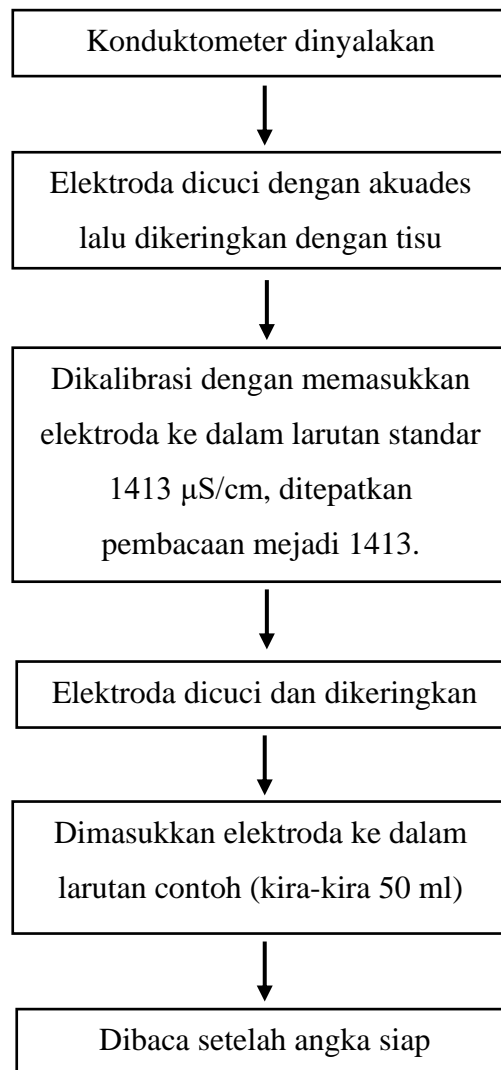 Konduktometer dinyalakan
Elektroda dicuci dengan akuades
lalu dikeringkan dengan tisu
Dikalibrasi dengan memasukkan
elektroda ke dalam larutan standar
1413 μS/cm, ditepatkan
pembacaan mejadi 1413.
Elektroda dicuci dan dikeringkan
Dimasukkan elektroda ke dalam
larutan contoh (kira-kira 50 ml)
Dibaca setelah angka siap